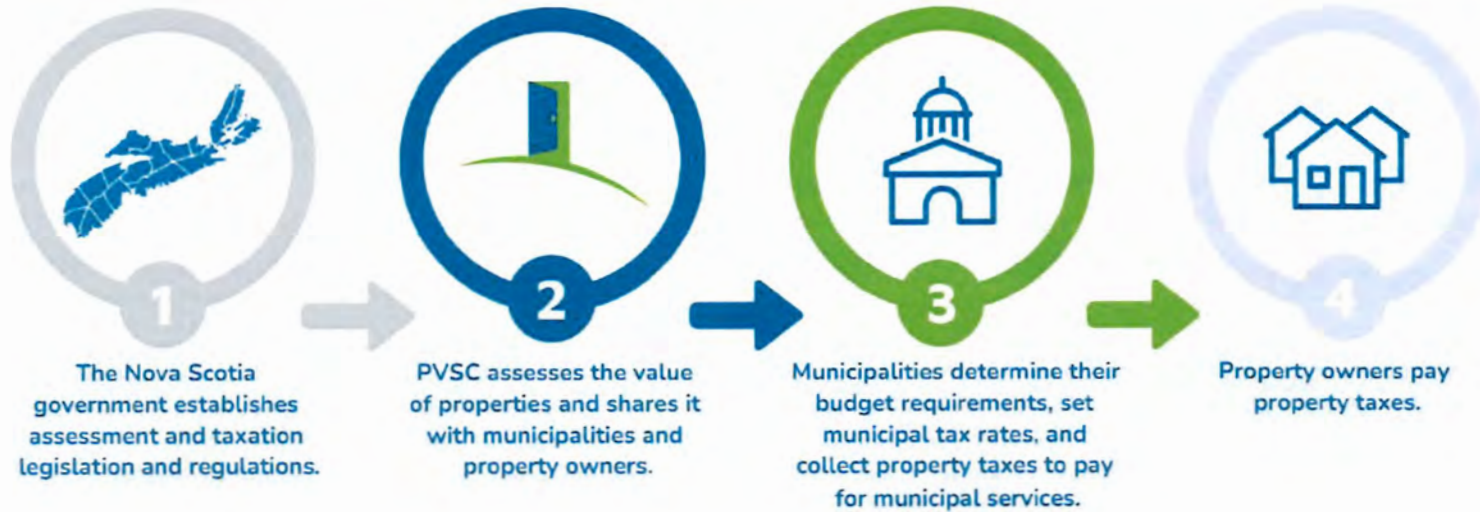 1
The Nova Scotia
government establishes
assessment and taxation
legislation and regulations.
2
PVSC assesses the value
of properties and shares it
with municipalities and
property owners.
3
Municipalities determine their
budget requirements, set
municipal tax rates, and
collect property taxes to pay
for municipal services.
4
Property owners pay
property taxes.